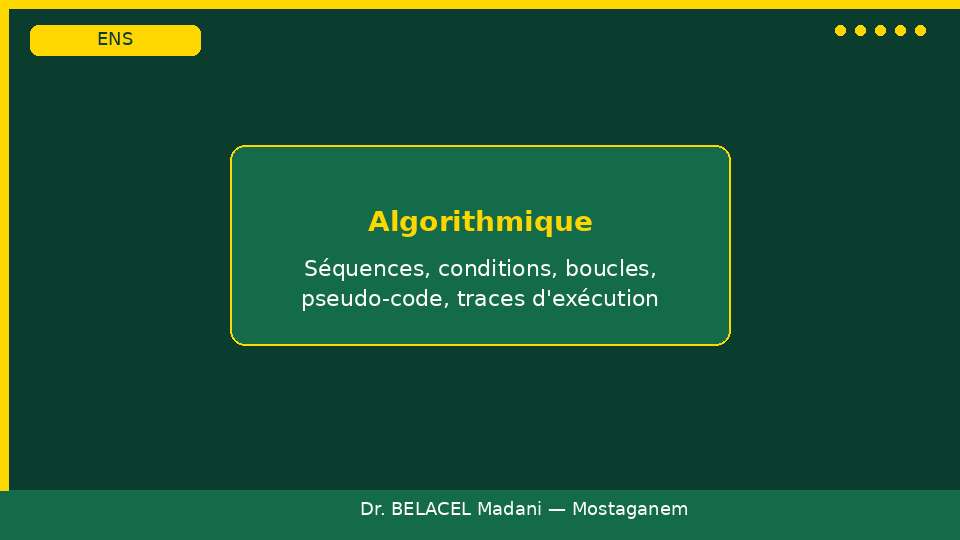 ENS
Algorithmique
Séquences, conditions, boucles,
pseudo-code, traces d'exécution
Dr. BELACEL Madani — Mostaganem